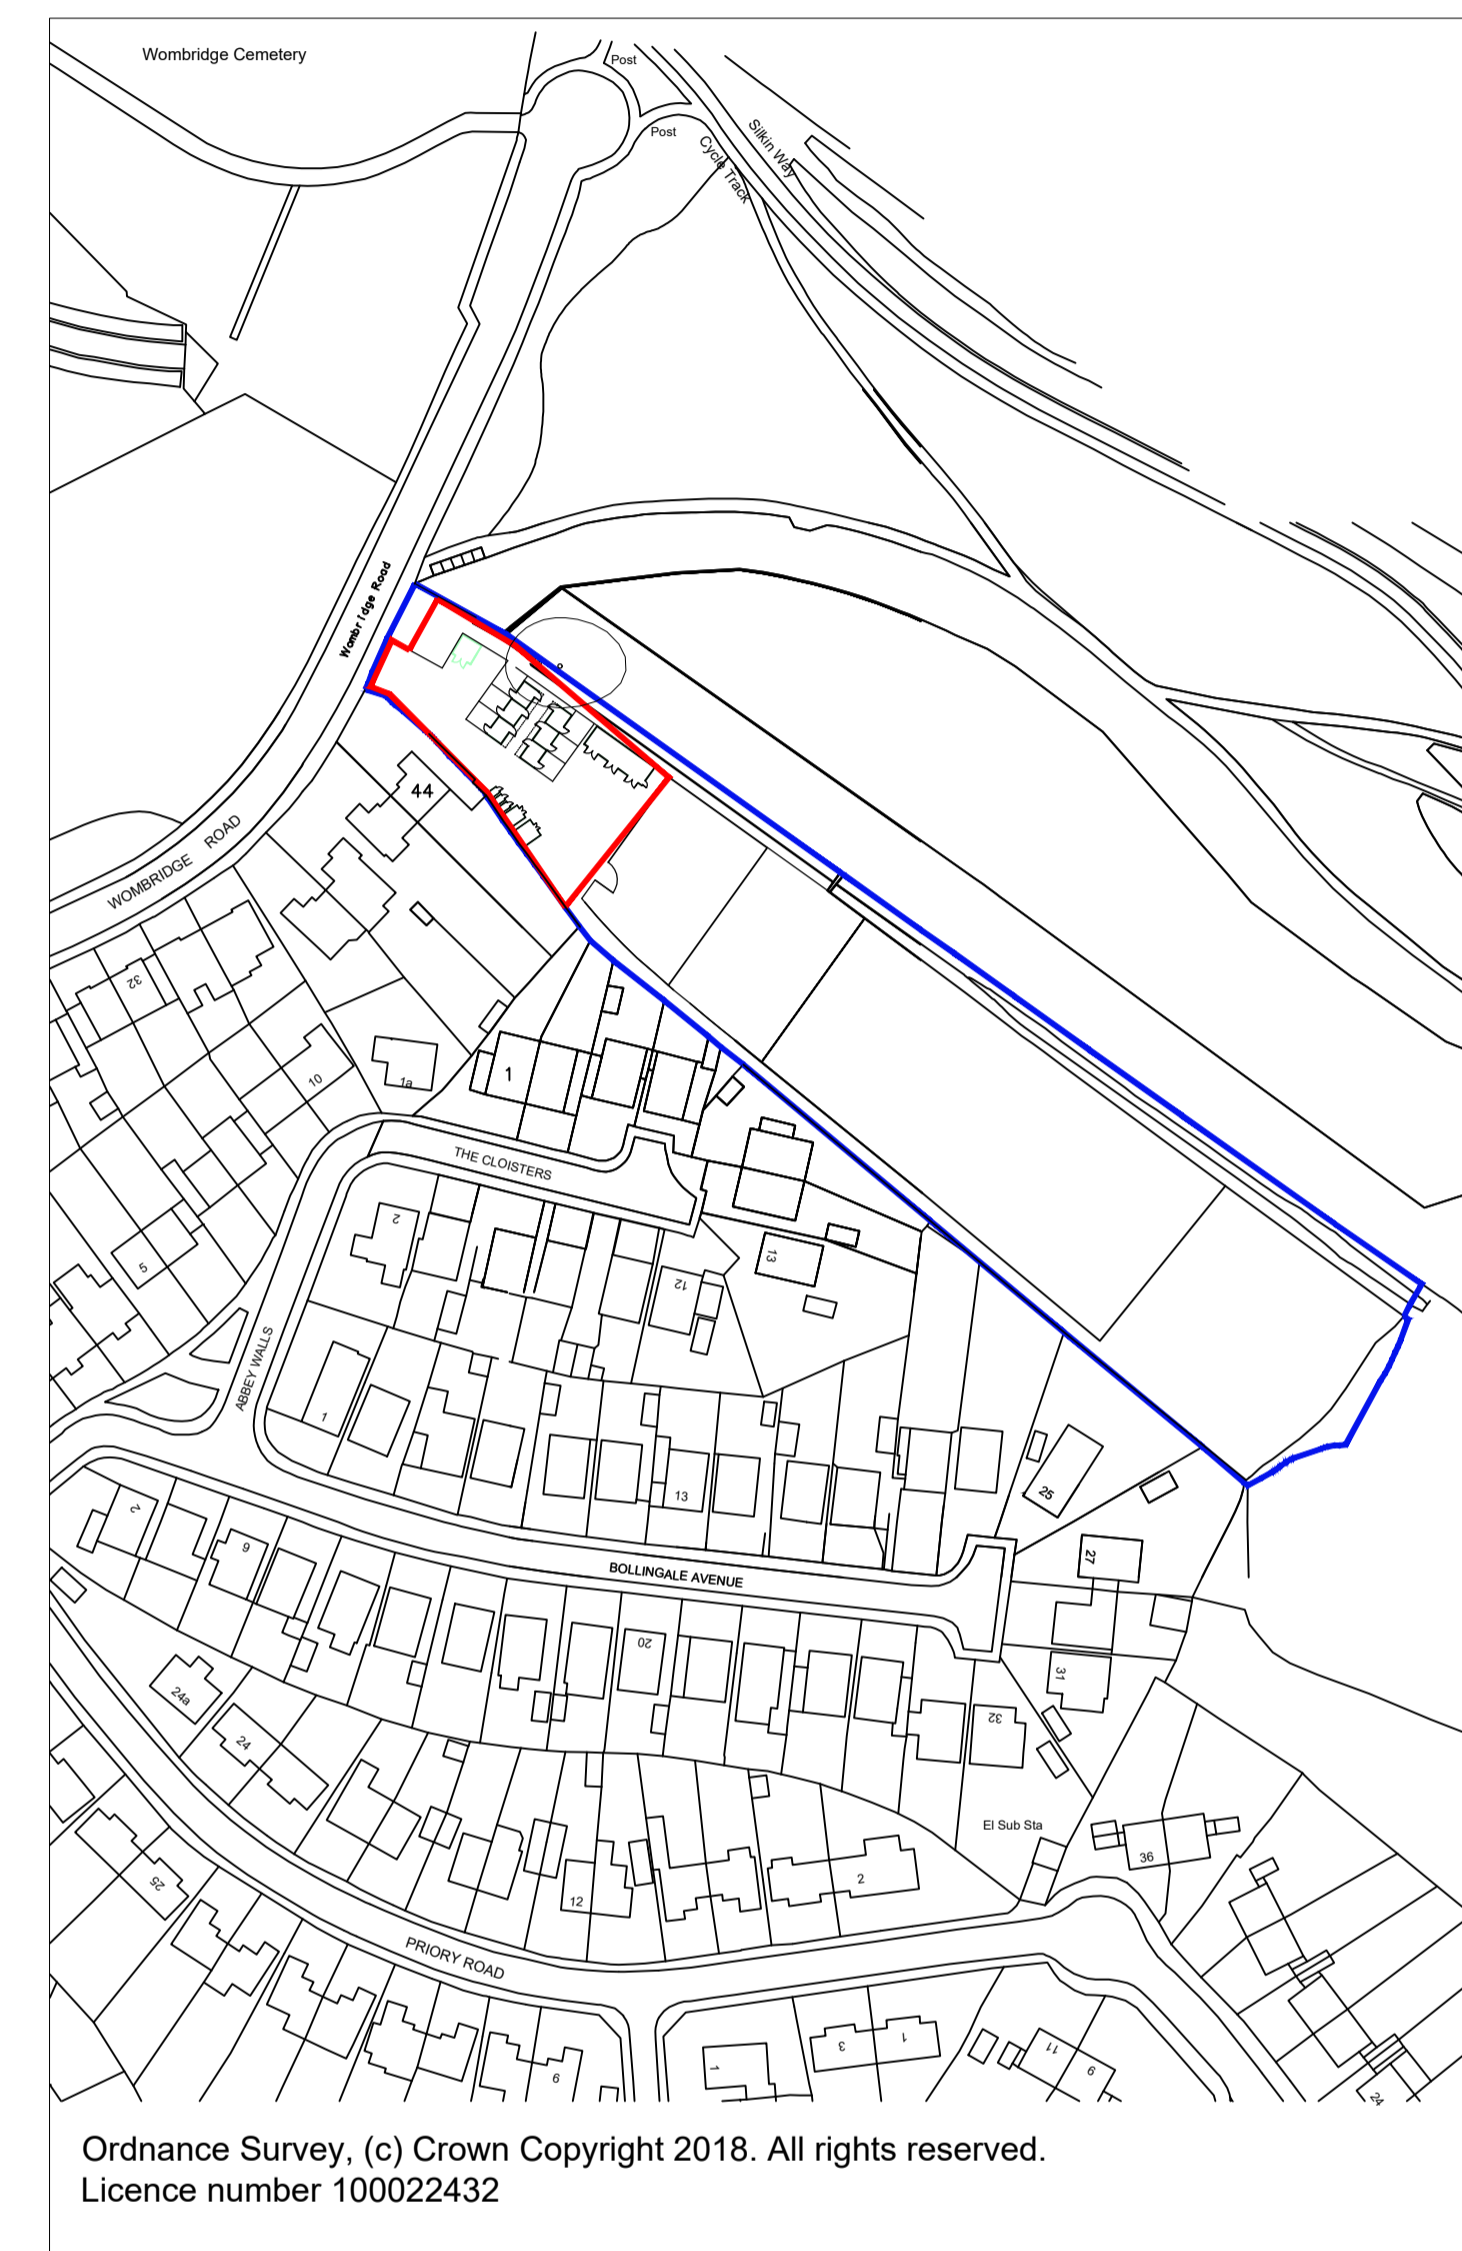 Wombridge Cemetery
Post
Post
Silkin Way
Cycle Track
Wombridge Road
44
WOMBRIDGE ROAD
32
10
1a
1
THE CLOISTERS
2
13
12
5
ABBEY WALLS
1
13
25
2
9
BOLLINGALE AVENUE
27
20
31
32
24a
24
El Sub Sta
36
25
12
2
PRIORY ROAD
9
1
3
1
11
9
24
Ordnance Survey, (c) Crown Copyright 2018. All rights reserved.
Licence number 100022432